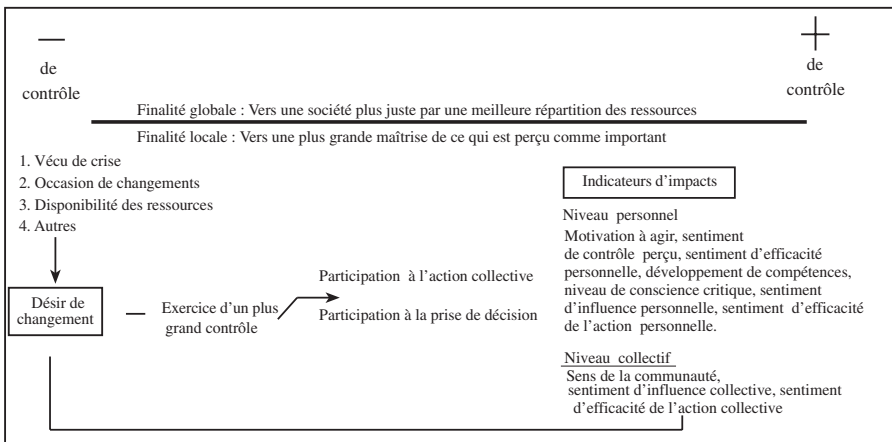 de
contrôle
de
contrôle
Finalité globale : Vers une société plus juste par une meilleure répartition des ressources
Finalité locale : Vers une plus grande maîtrise de ce qui est perçu comme important
1. Vécu de crise
2. Occasion de changements
3. Disponibilité des ressources
4. Autres
Désir de
changement
Exercice d’un plus
grand contrôle
Participation à l’action collective
Participation à la prise de décision
Indicateurs d’impacts
Niveau personnel
Motivation à agir, sentiment
de contrôle perçu, sentiment d’efficacité
personnelle, développement de compétences,
niveau de conscience critique, sentiment
d’influence personnelle, sentiment d’efficacité
de l’action personnelle.
Niveau collectif
Sens de la communauté,
sentiment d’influence collective, sentiment
d’efficacité de l’action collective